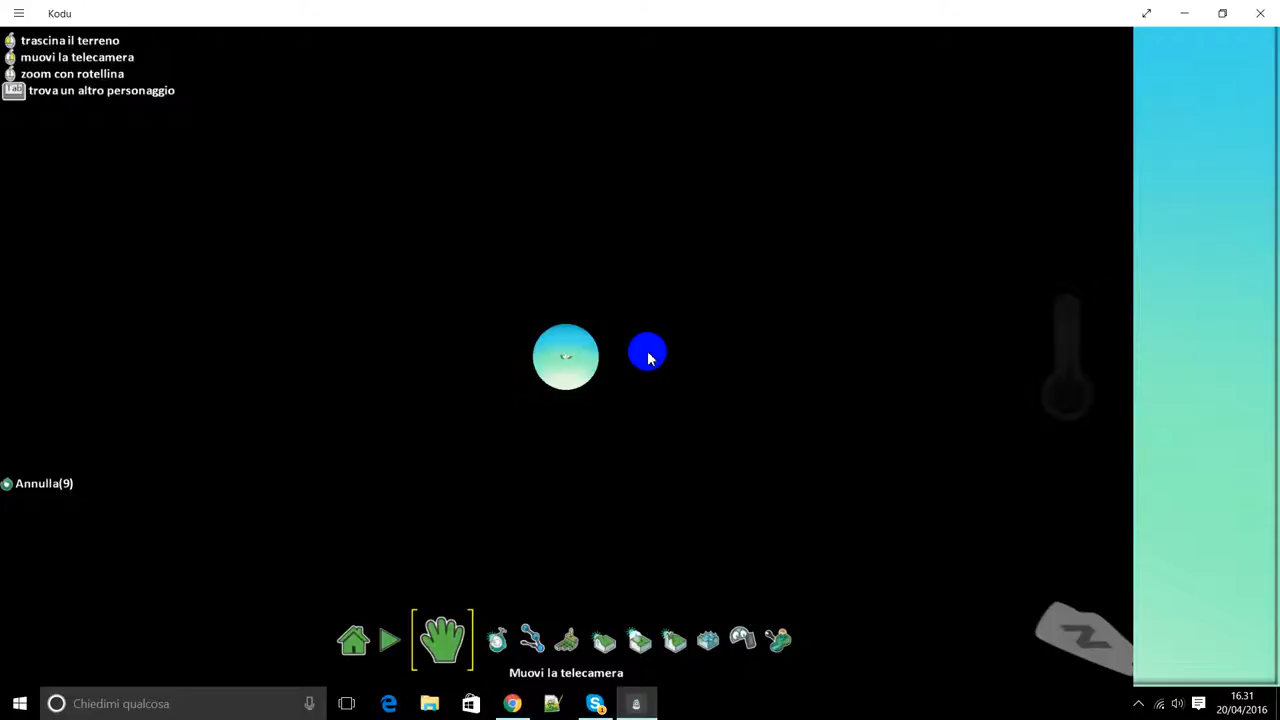 Kodu
trascina il terreno
muovi la telecamera
zoom con rotellina
Tab trova un altro personaggio
Annulla(9)
Muovi la telecamera
Chiedimi qualcosa
16.31
20/04/2016